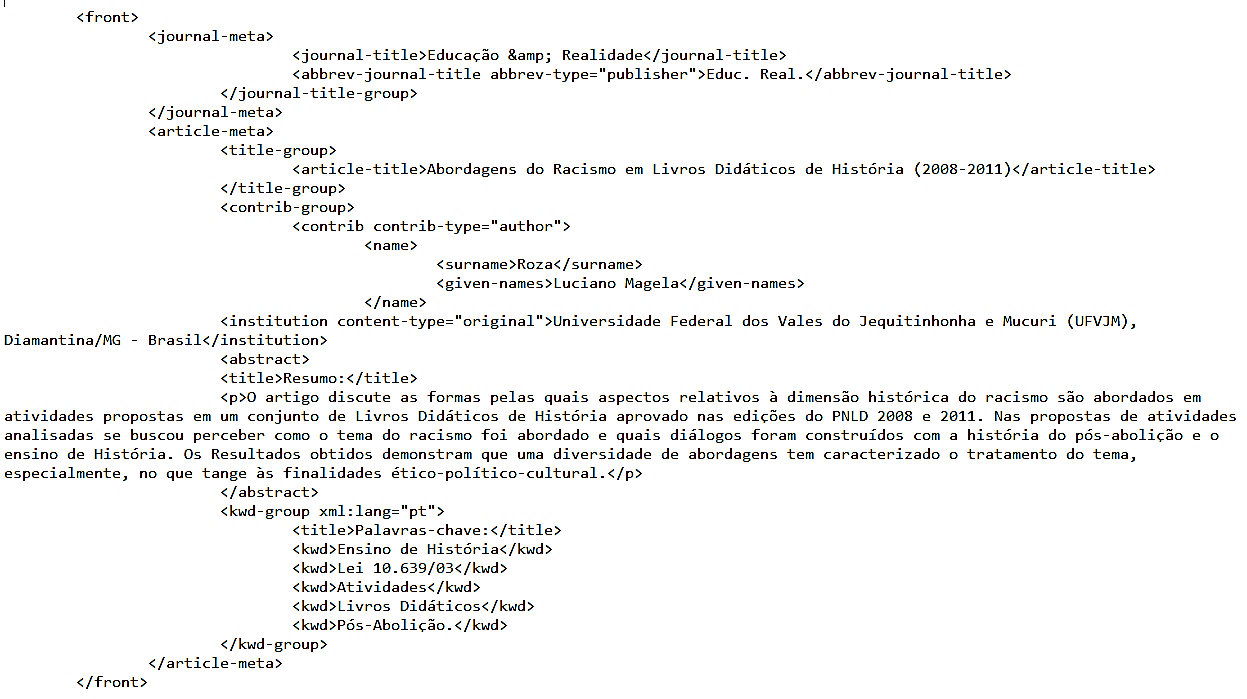 <front>
<journal-meta>
<journal-title>Educação &amp; Realidade</journal-title>
<abbrev-journal-title abbrev-type="publisher">Educ. Real.</abbrev-journal-title>
</journal-title-group>
</journal-meta>
<article-meta>
<title-group>
<article-title>Abordagens do Racismo em Livros Didáticos de História (2008-2011)</article-title>
</title-group>
<contrib-group>
<contrib contrib-type="author">
<name>
<surname>Roza</surname>
<given-names>Luciano Magela</given-names>
</name>
<institution content-type="original">Universidade Federal dos Vales do Jequitinhonha e Mucuri (UFVJM),
Diamantina/MG - Brasil</institution>
<abstract>
<title>Resumo:</title>
<p>O artigo discute as formas pelas quais aspectos relativos à dimensão histórica do racismo são abordados em
atividades propostas em um conjunto de Livros Didáticos de História aprovado nas edições do PNLD 2008 e 2011. Nas propostas de atividades
analisadas se buscou perceber como o tema do racismo foi abordado e quais diálogos foram construídos com a história do pós-abolição e o
ensino de História. Os Resultados obtidos demonstram que uma diversidade de abordagens tem caracterizado o tratamento do tema,
especialmente, no que tange às finalidades ético-político-cultural.</p>
</abstract>
<kwd-group xml:lang="pt">
<title>Palavras-chave:</title>
<kwd>Ensino de História</kwd>
<kwd>Lei 10.639/03</kwd>
<kwd>Atividades</kwd>
<kwd>Livros Didáticos</kwd>
<kwd>Pós-Abolição.</kwd>
</kwd-group>
</article-meta>
</front>